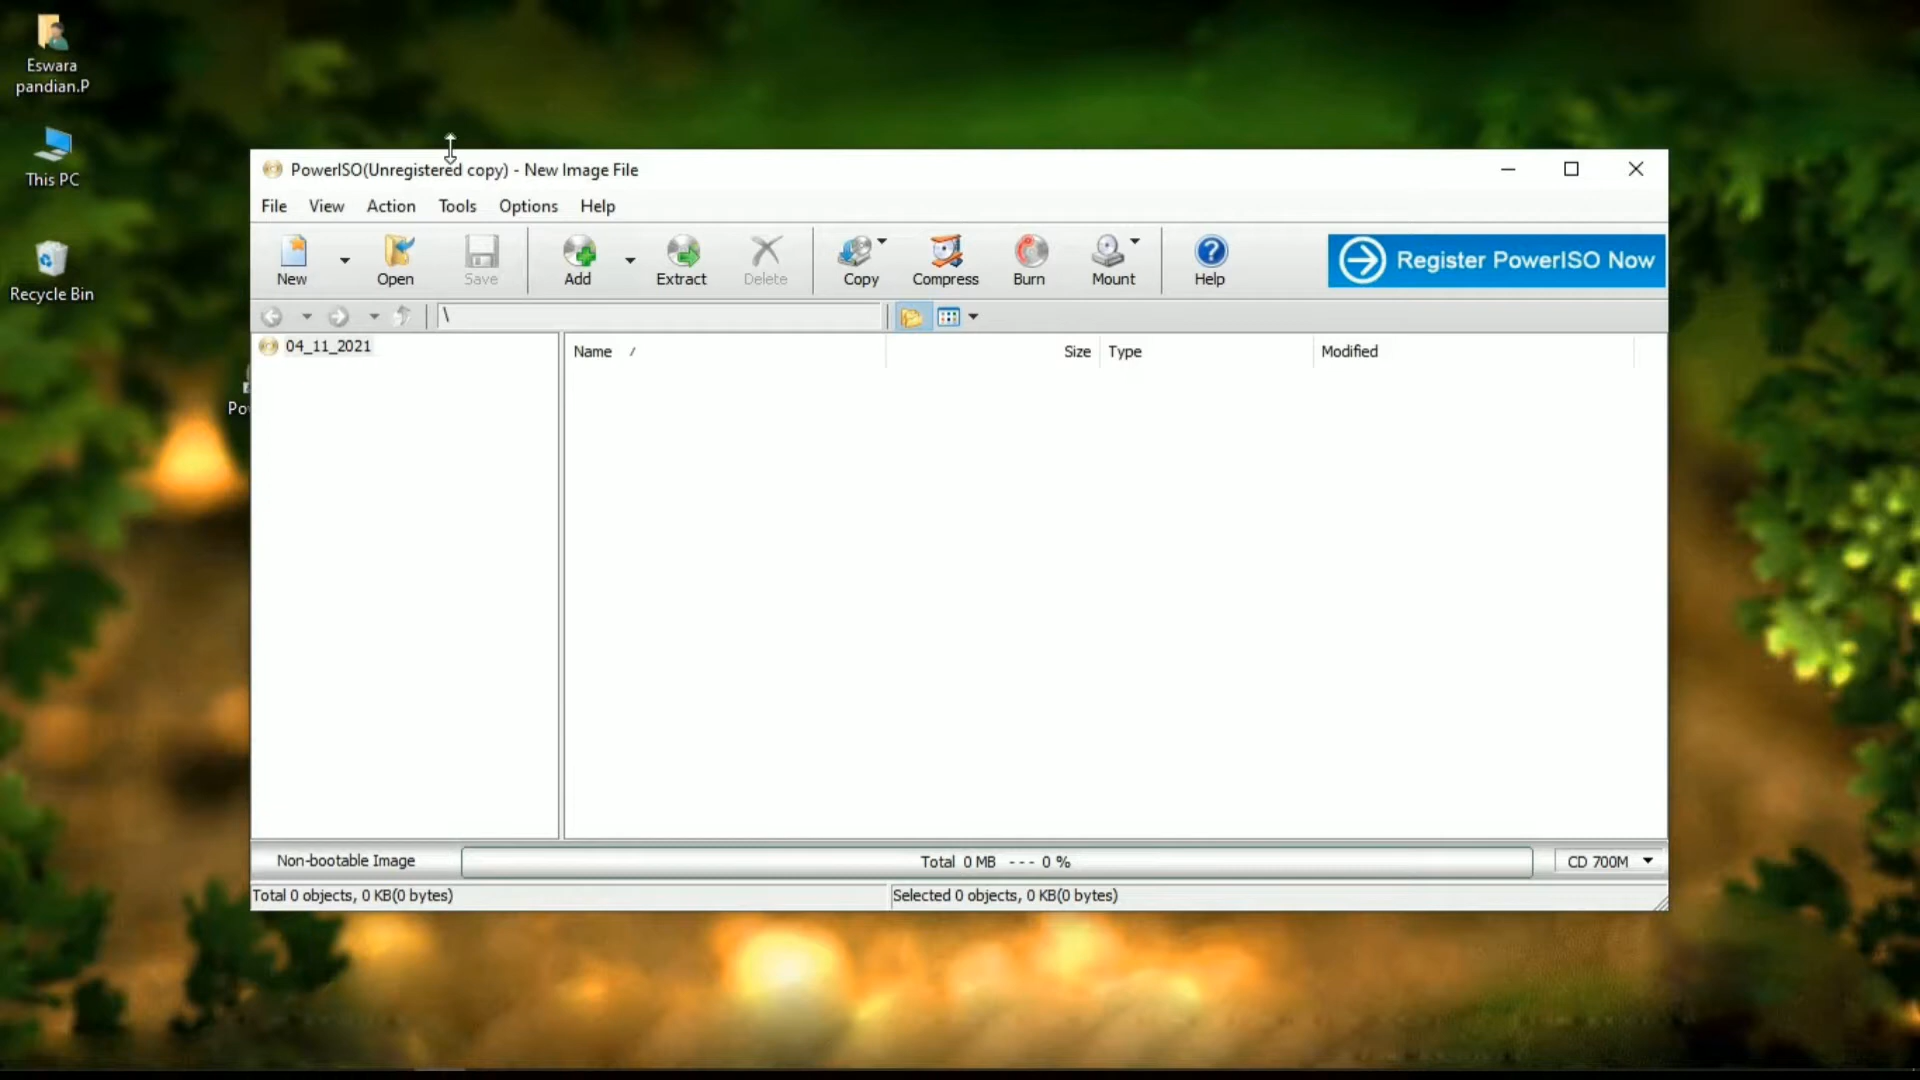 Eswara
pandian.P
This PC
Recycle Bin
PowerISO(Unregistered copy) - New Image File
File View Action Tools Options Help
New Open Save Add Extract Delete Copy Compress Burn Mount Help
Register PowerISO Now
\
04_11_2021
Name / Size Type Modified
Non-bootable Image Total 0 MB --- 0 % CD 700M
Total 0 objects, 0 KB(0 bytes) Selected 0 objects, 0 KB(0 bytes)